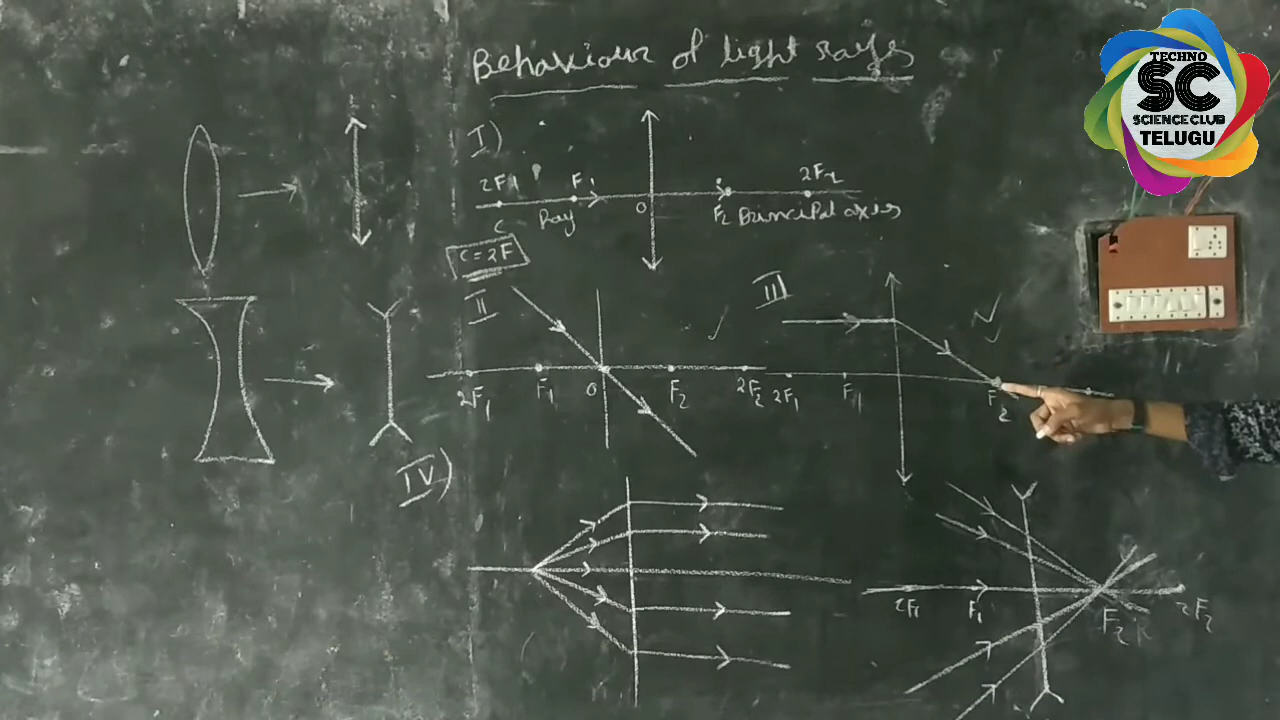 Behaviour of light rays
TECHNO
SC
SCIENCE CLUB
TELUGU
I)
2F1 F1 2F2
C Ray O F2 Principal axis
C = 2F
II
2F1 F1 O F2 2F2
III
2F1 F1 F2
IV)
2F1 F1 F2 2F2